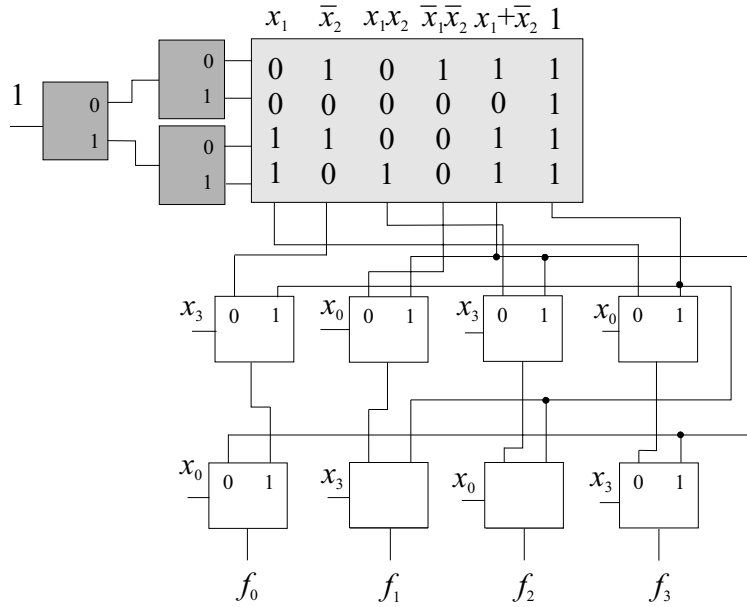 x₁ x̄₂ x₁x₂ x̄₁x̄₂ x₁+x̄₂ 1
0 0 1 0 1 1 1
1 0 1 0 0 0 0 0 1
1 0 1 1 0 0 1 1
1 1 0 1 0 1 1
x₃ 0 1 x₀ 0 1 x₃ 0 1 x₀ 0 1
x₀ 0 1 x₃ x₀ x₃ 0 1
f₀ f₁ f₂ f₃